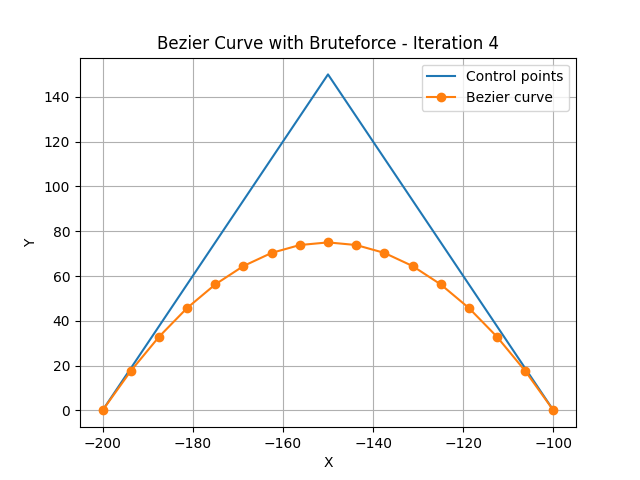 Bezier Curve with Bruteforce - Iteration 4
Control points
Bezier curve
140
120
100
80
60
40
20
0
Y
−200 −180 −160 −140 −120 −100
X